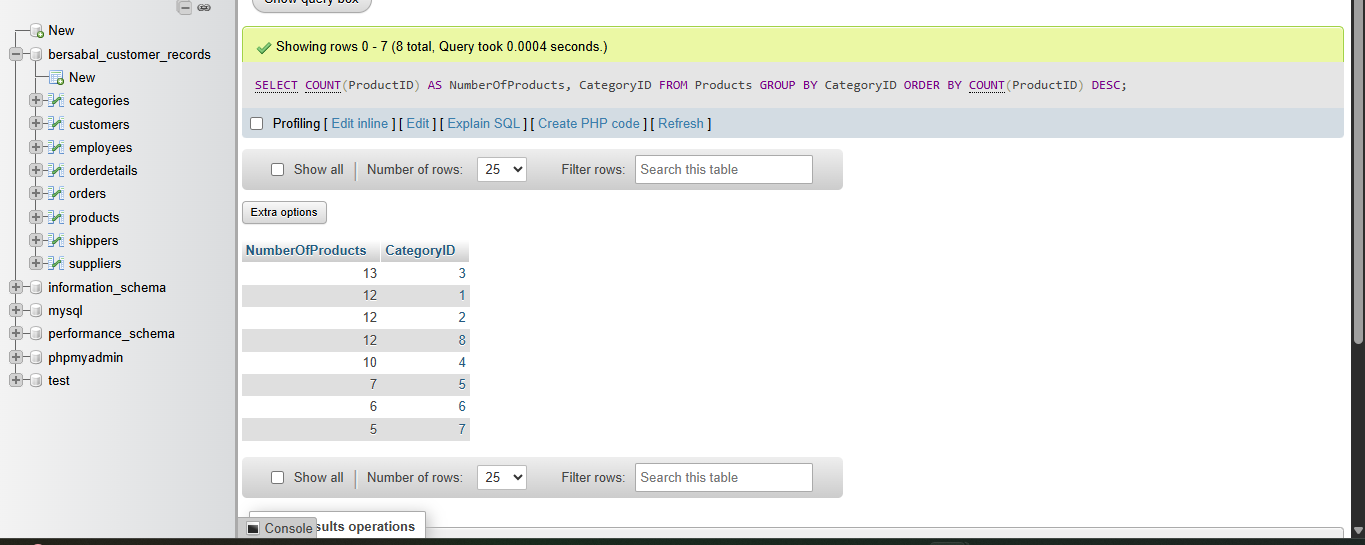 Show query box
New
bersabal_customer_records
New
categories
customers
employees
orderdetails
orders
products
shippers
suppliers
information_schema
mysql
performance_schema
phpmyadmin
test
Showing rows 0 - 7 (8 total, Query took 0.0004 seconds.)
SELECT COUNT(ProductID) AS NumberOfProducts, CategoryID FROM Products GROUP BY CategoryID ORDER BY COUNT(ProductID) DESC;
Profiling [ Edit inline ] [ Edit ] [ Explain SQL ] [ Create PHP code ] [ Refresh ]
Show all Number of rows: 25 Filter rows: Search this table
Extra options
NumberOfProducts CategoryID
13 3
12 1
12 2
12 8
10 4
7 5
6 6
5 7
Show all Number of rows: 25 Filter rows: Search this table
Console sults operations